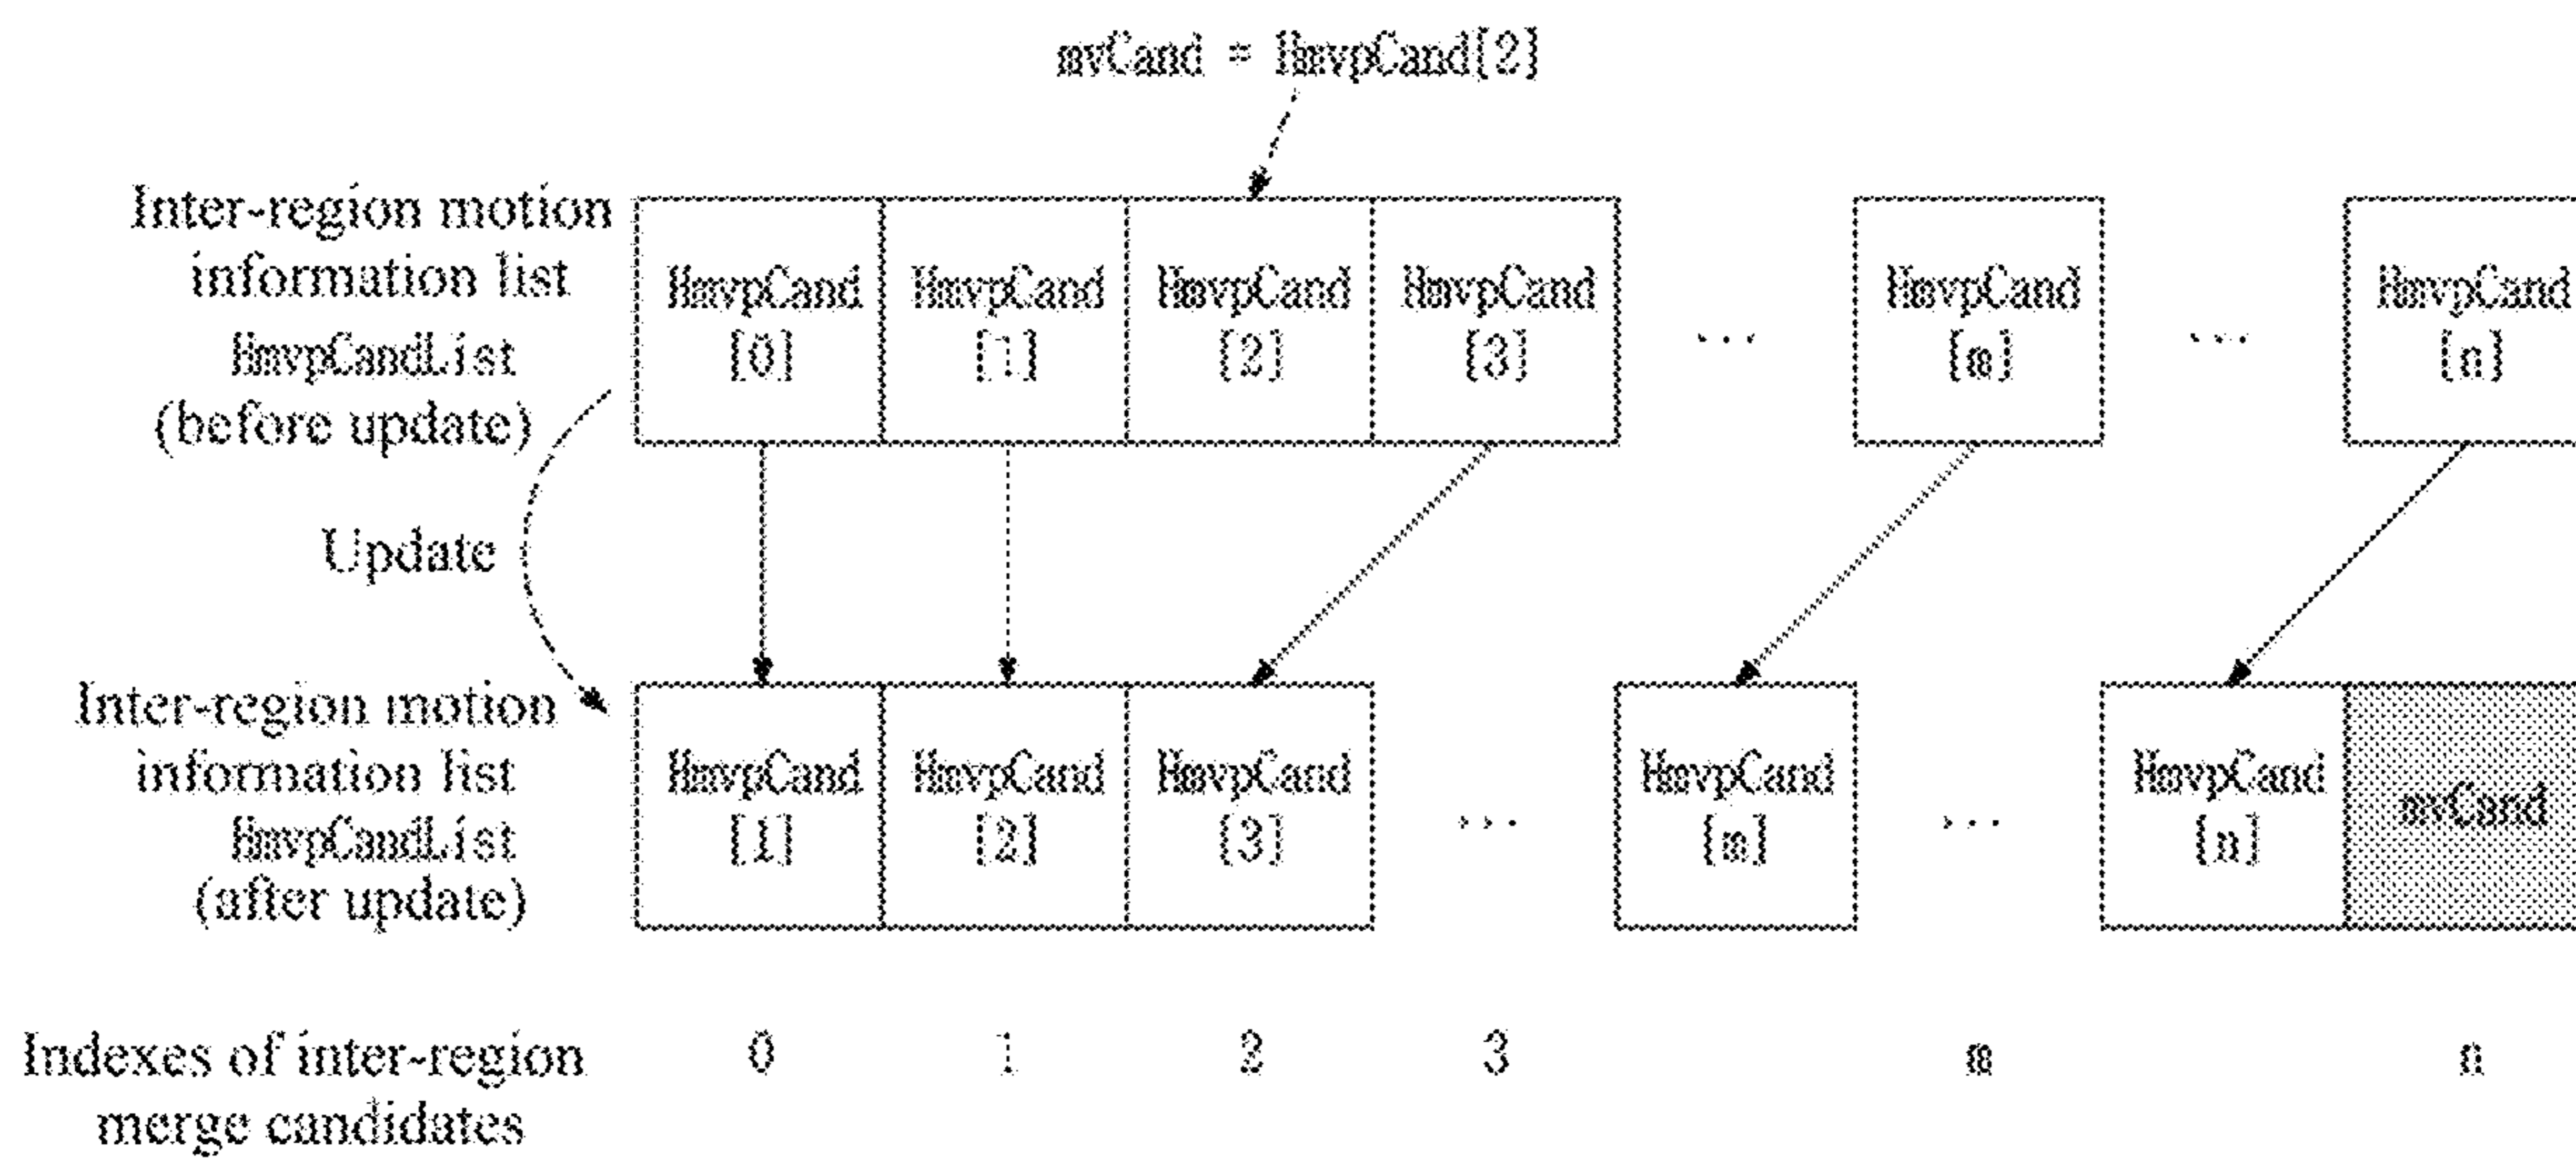 mvCand = HmvpCand[2]
Inter-region motion
information list
HmvpCandList
(before update)
HmvpCand
[0]
HmvpCand
[1]
HmvpCand
[2]
HmvpCand
[3]
...
HmvpCand
[m]
...
HmvpCand
[n]
Update
Inter-region motion
information list
HmvpCandList
(after update)
HmvpCand
[1]
HmvpCand
[2]
HmvpCand
[3]
...
HmvpCand
[m]
...
HmvpCand
[n]
mvCand
Indexes of inter-region
merge candidates
0 1 2 3 m n